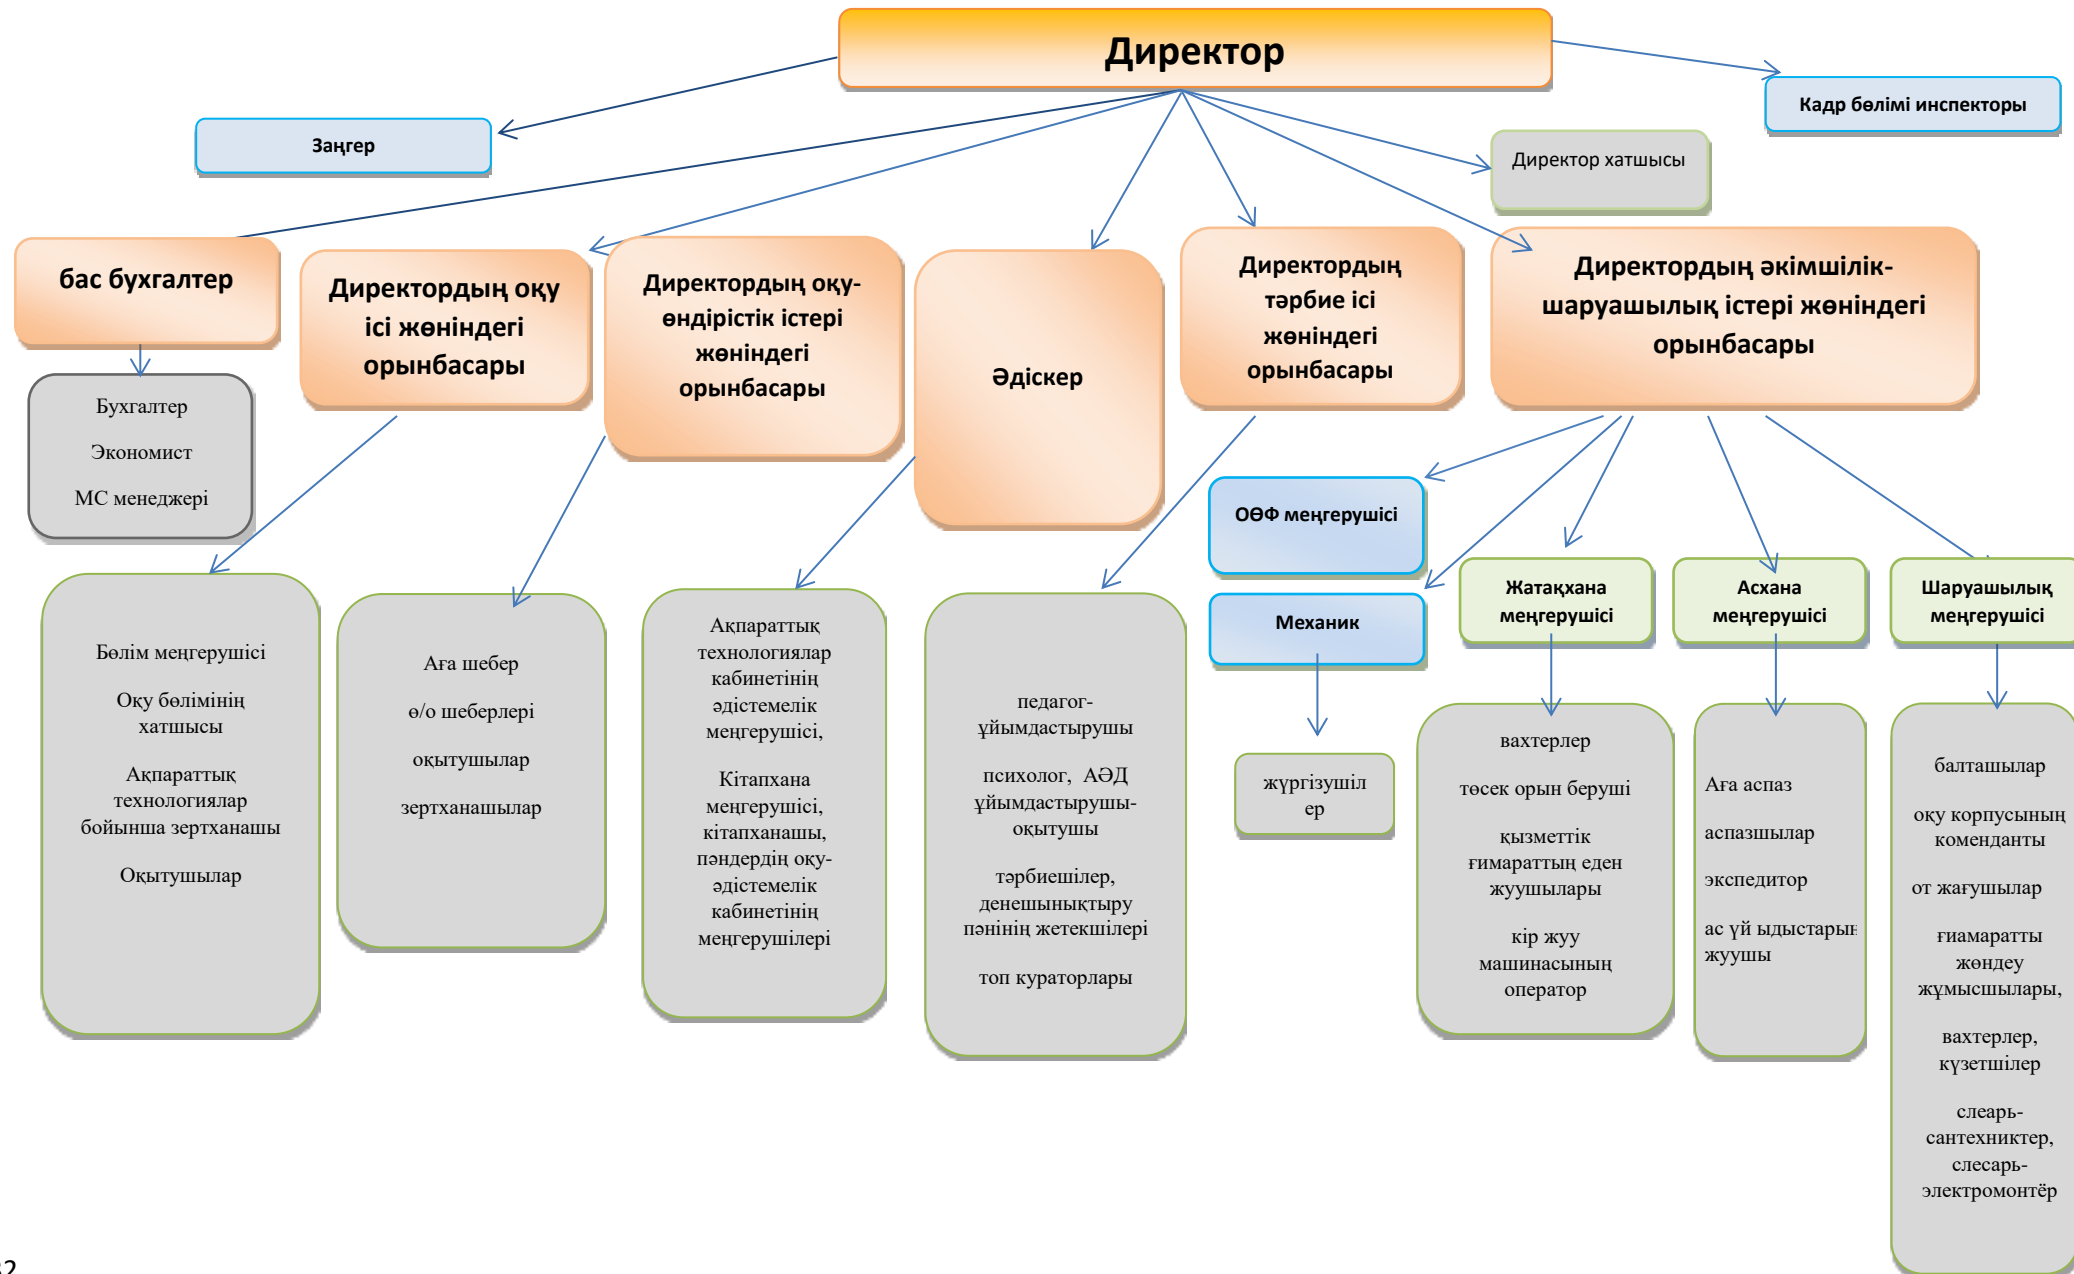 Директор
Заңгер
Кадр бөлімі инспекторы
Директор хатшысы
бас бухгалтер
Директордың оқу
ісі жөніндегі
орынбасары
Директордың оқу-
өндірістік істері
жөніндегі
орынбасары
Әдіскер
Директордың
тәрбие ісі
жөніндегі
орынбасары
Директордың әкімшілік-
шаруашылық істері жөніндегі
орынбасары
Бухгалтер
Экономист
МС менеджері
ОӨФ меңгерушісі
Механик
Жатақхана
меңгерушісі
Асхана
меңгерушісі
Шаруашылық
меңгерушісі
Бөлім меңгерушісі
Оқу бөлімінің
хатшысы
Ақпараттық
технологиялар
бойынша зертханашы
Оқытушылар
Аға шебер
ө/о шеберлері
оқытушылар
зертханашылар
Ақпараттық
технологиялар
кабинетінің
әдістемелік
меңгерушісі,
Кітапхана
меңгерушісі,
кітапханашы,
пәндердің оқу-
әдістемелік
кабинетінің
меңгерушілері
педагог-
ұйымдастырушы
психолог, АӘД
ұйымдастырушы-
оқытушы
тәрбиешілер,
денешынықтыру
пәнінің жетекшілері
топ кураторлары
жүргізушіл
ер
вахтерлер
төсек орын беруші
қызметтік
ғимараттың еден
жуушылары
кір жуу
машинасының
оператор
Аға аспаз
аспазшылар
экспедитор
ас үй ыдыстарын
жуушы
балташылар
оқу корпусының
коменданты
от жағушылар
ғиамаратты
жөндеу
жұмысшылары,
вахтерлер,
күзетшілер
слеарь-
сантехниктер,
слесарь-
электромонтёр
32